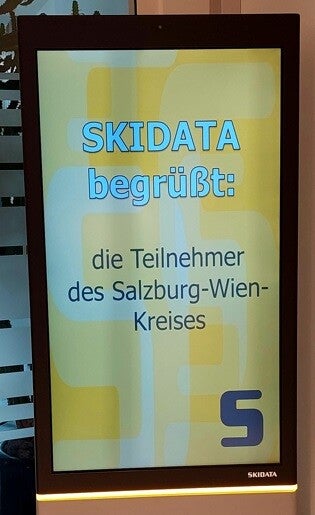 SKIDATA
begrüßt:
die Teilnehmer
des Salzburg-Wien-
Kreises
S
SKIDATA